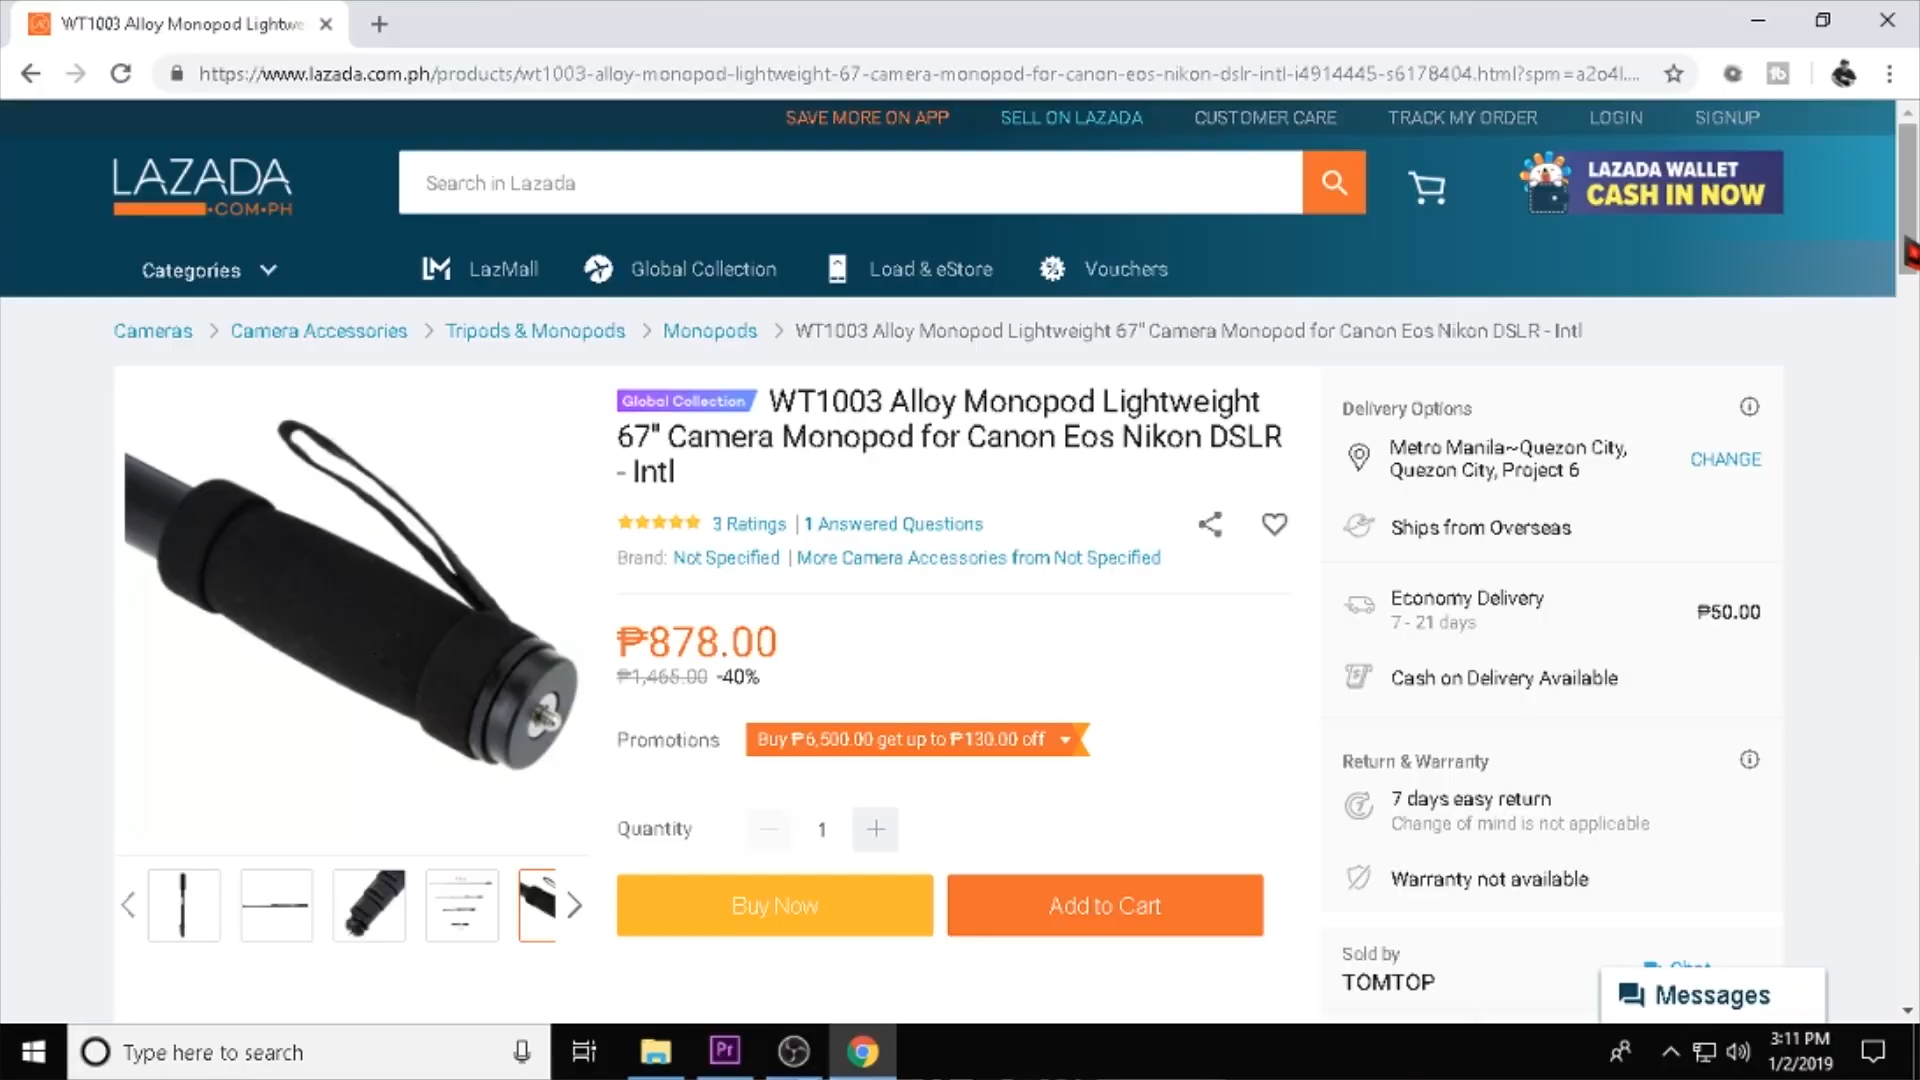 WT1003 Alloy Monopod Lightwe
https://www.lazada.com.ph/products/wt1003-alloy-monopod-lightweight-67-camera-monopod-for-canon-eos-nikon-dslr-intl-i4914445-s6178404.html?spm=a2o4l....
SAVE MORE ON APP SELL ON LAZADA CUSTOMER CARE TRACK MY ORDER LOGIN SIGNUP
LAZADA
.COM.PH
Search in Lazada
LAZADA WALLET
CASH IN NOW
Categories LazMall Global Collection Load & eStore Vouchers
Cameras > Camera Accessories > Tripods & Monopods > Monopods > WT1003 Alloy Monopod Lightweight 67" Camera Monopod for Canon Eos Nikon DSLR - Intl
Global Collection WT1003 Alloy Monopod Lightweight
67" Camera Monopod for Canon Eos Nikon DSLR
- Intl
3 Ratings | 1 Answered Questions
Brand: Not Specified | More Camera Accessories from Not Specified
₱878.00
₱1,465.00 -40%
Promotions Buy ₱6,500.00 get up to ₱130.00 off
Quantity 1
Buy Now Add to Cart
Delivery Options
Metro Manila~Quezon City,
Quezon City, Project 6
CHANGE
Ships from Overseas
Economy Delivery
7 - 21 days
₱50.00
Cash on Delivery Available
Return & Warranty
7 days easy return
Change of mind is not applicable
Warranty not available
Sold by
TOMTOP
Chat
Messages
Type here to search
Pr
3:11 PM
1/2/2019